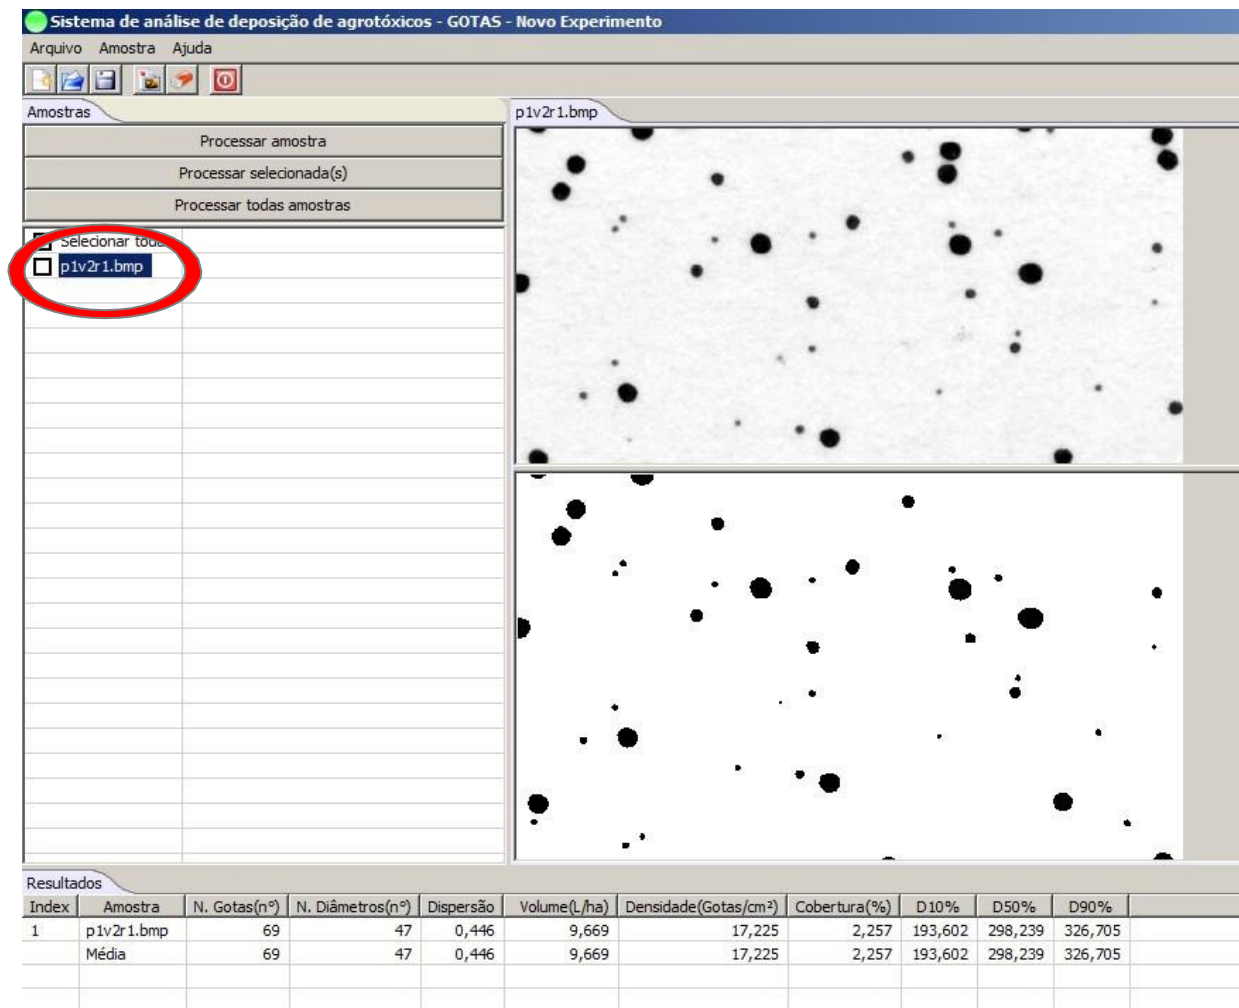 Sistema de análise de deposição de agrotóxicos - GOTAS - Novo Experimento
Arquivo Amostra Ajuda
Amostras
Processar amostra
Processar selecionada(s)
Processar todas amostras
Selecionar toda
p1v2r1.bmp
p1v2r1.bmp
Resultados
Index Amostra N. Gotas(nº) N. Diâmetros(nº) Dispersão Volume(L/ha) Densidade(Gotas/cm²) Cobertura(%) D10% D50% D90%
1 p1v2r1.bmp 69 47 0,446 9,669 17,225 2,257 193,602 298,239 326,705
Média 69 47 0,446 9,669 17,225 2,257 193,602 298,239 326,705